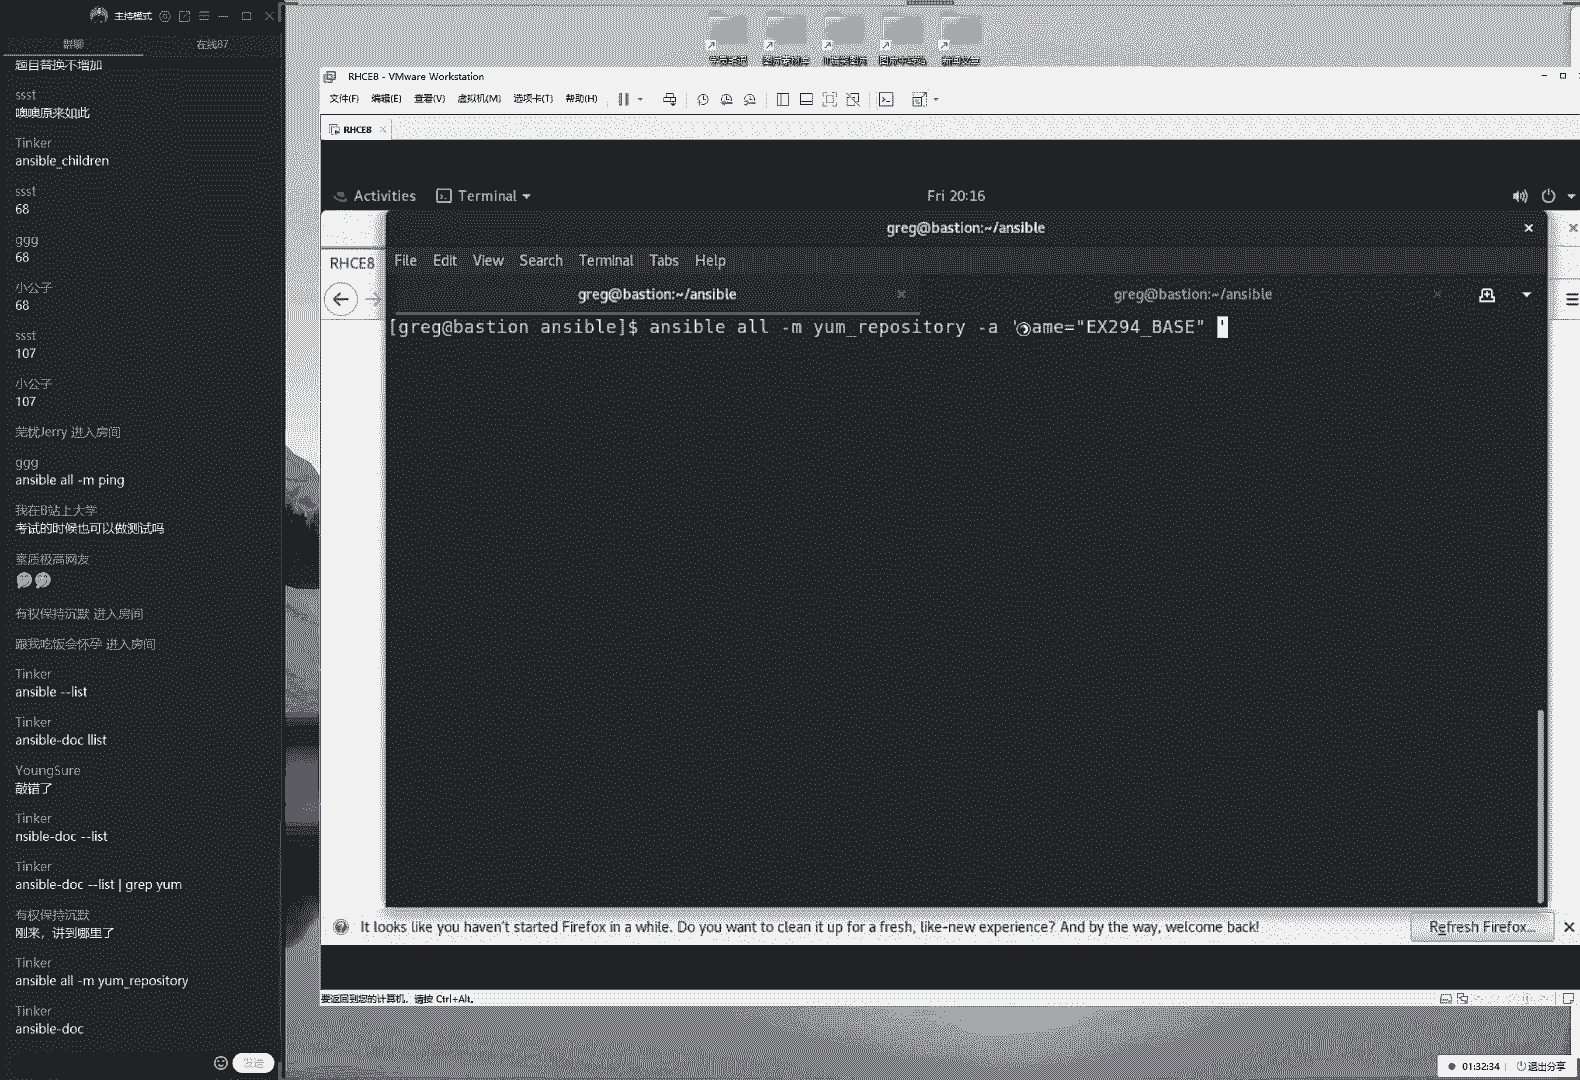 主持模式
群聊
在线87
题目替换不增加
ssst
噢噢原来如此
Tinker
ansible_children
ssst
68
ggg
68
小公子
68
ssst
107
小公子
107
芜忧Jerry 进入房间
ggg
ansible all -m ping
我在B站上大学
考试的时候也可以做测试吗
素质极高网友
有权保持沉默 进入房间
跟我吃饭会怀孕 进入房间
Tinker
ansible --list
Tinker
ansible-doc llist
YoungSure
敲错了
Tinker
nsible-doc --list
Tinker
ansible-doc --list | grep yum
有权保持沉默
刚来，讲到哪里了
Tinker
ansible all -m yum_repository
Tinker
ansible-doc
发送
RHCE8 - VMware Workstation
文件(F) 编辑(E) 查看(V) 虚拟机(M) 选项卡(T) 帮助(H)
RHCE8
Activities Terminal
Fri 20:16
greg@bastion:~/ansible
RHCE8
File Edit View Search Terminal Tabs Help
greg@bastion:~/ansible
greg@bastion:~/ansible
[greg@bastion ansible]$ ansible all -m yum_repository -a 'name="EX294_BASE" '
It looks like you haven't started Firefox in a while. Do you want to clean it up for a fresh, like-new experience? And by the way, welcome back!
Refresh Firefox...
要返回到您的计算机，请按 Ctrl+Alt。
01:32:34
退出分享